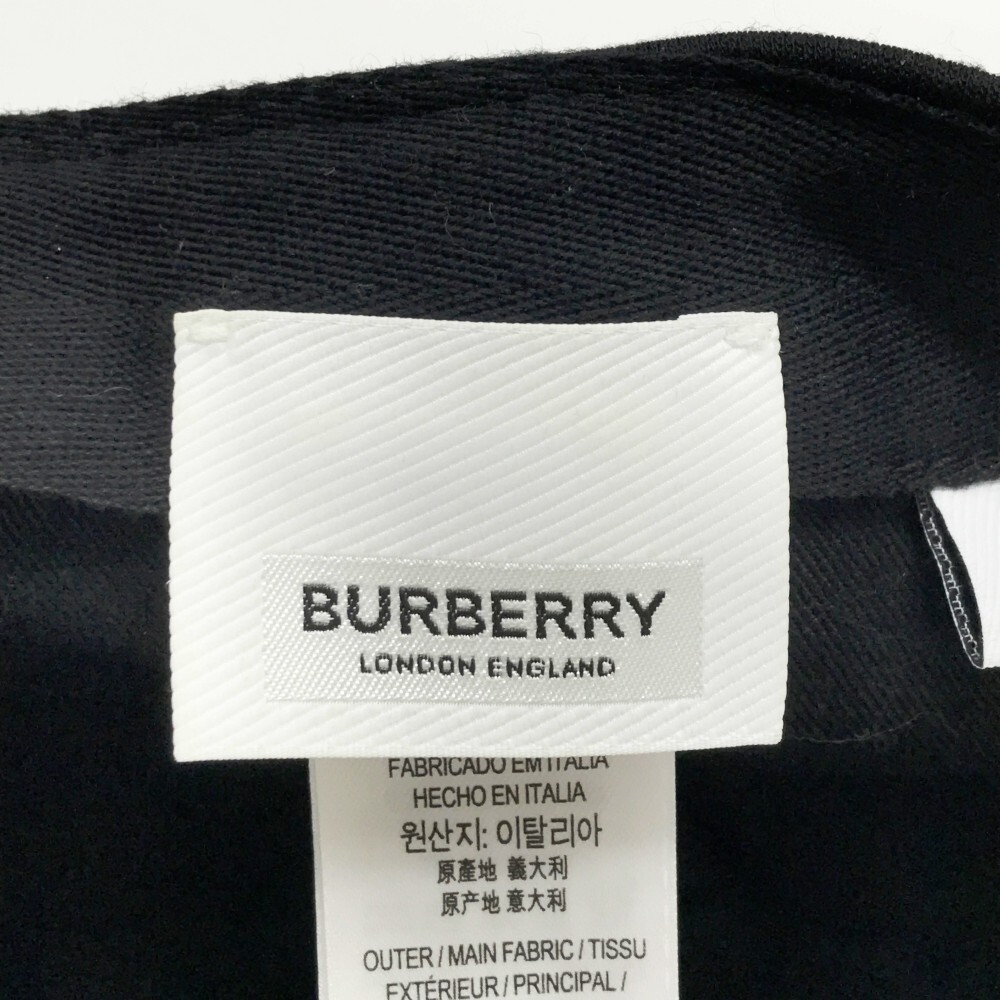 BURBERRY
LONDON ENGLAND
FABRICADO EM ITALIA
HECHO EN ITALIA
원산지: 이탈리아
原產地 義大利
原产地 意大利
OUTER / MAIN FABRIC / TISSU
EXTÉRIEUR / PRINCIPAL /